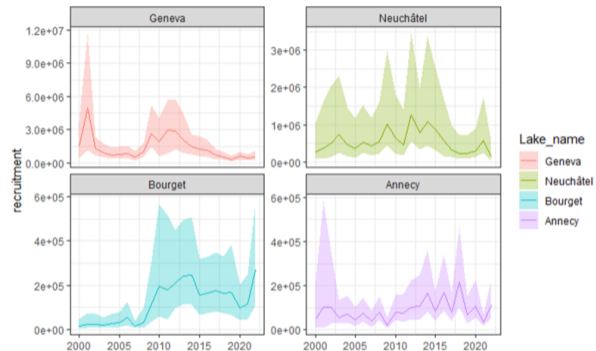 Geneva
Neuchâtel
1.2e+07
9.0e+06
6.0e+06
3.0e+06
0.0e+00
3e+06
2e+06
1e+06
0e+00
recruitment
Bourget
Annecy
6e+05
4e+05
2e+05
0e+00
6e+05
4e+05
2e+05
0e+00
2000 2005 2010 2015 2020
2000 2005 2010 2015 2020
Lake_name
Geneva
Neuchâtel
Bourget
Annecy